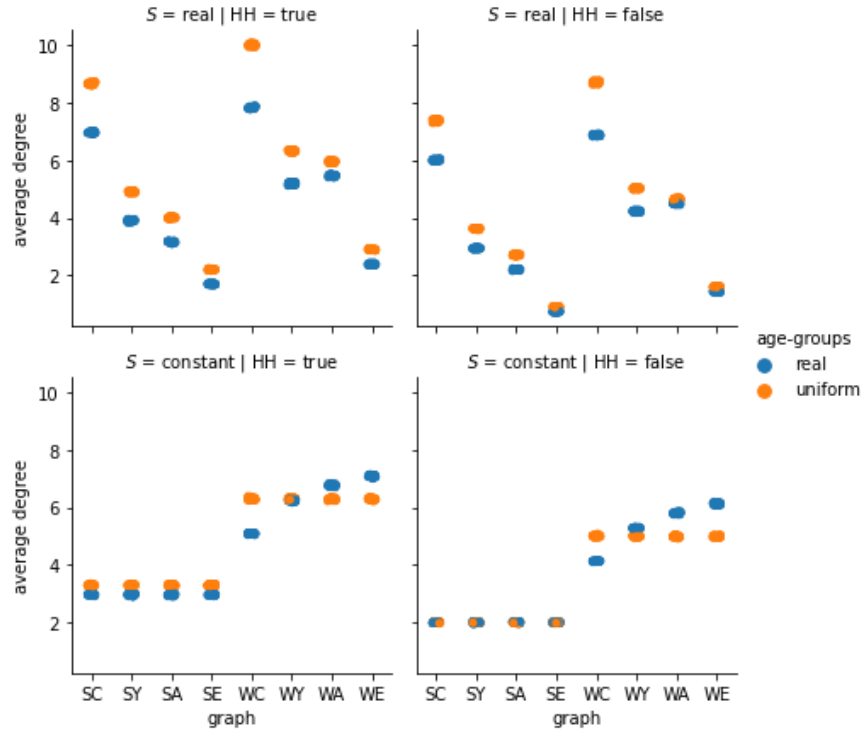 S = real | HH = true
S = real | HH = false
10
8
6
4
2
average degree
age-groups
real
uniform
S = constant | HH = true
S = constant | HH = false
10
8
6
4
2
average degree
SC SY SA SE WC WY WA WE
SC SY SA SE WC WY WA WE
graph
graph